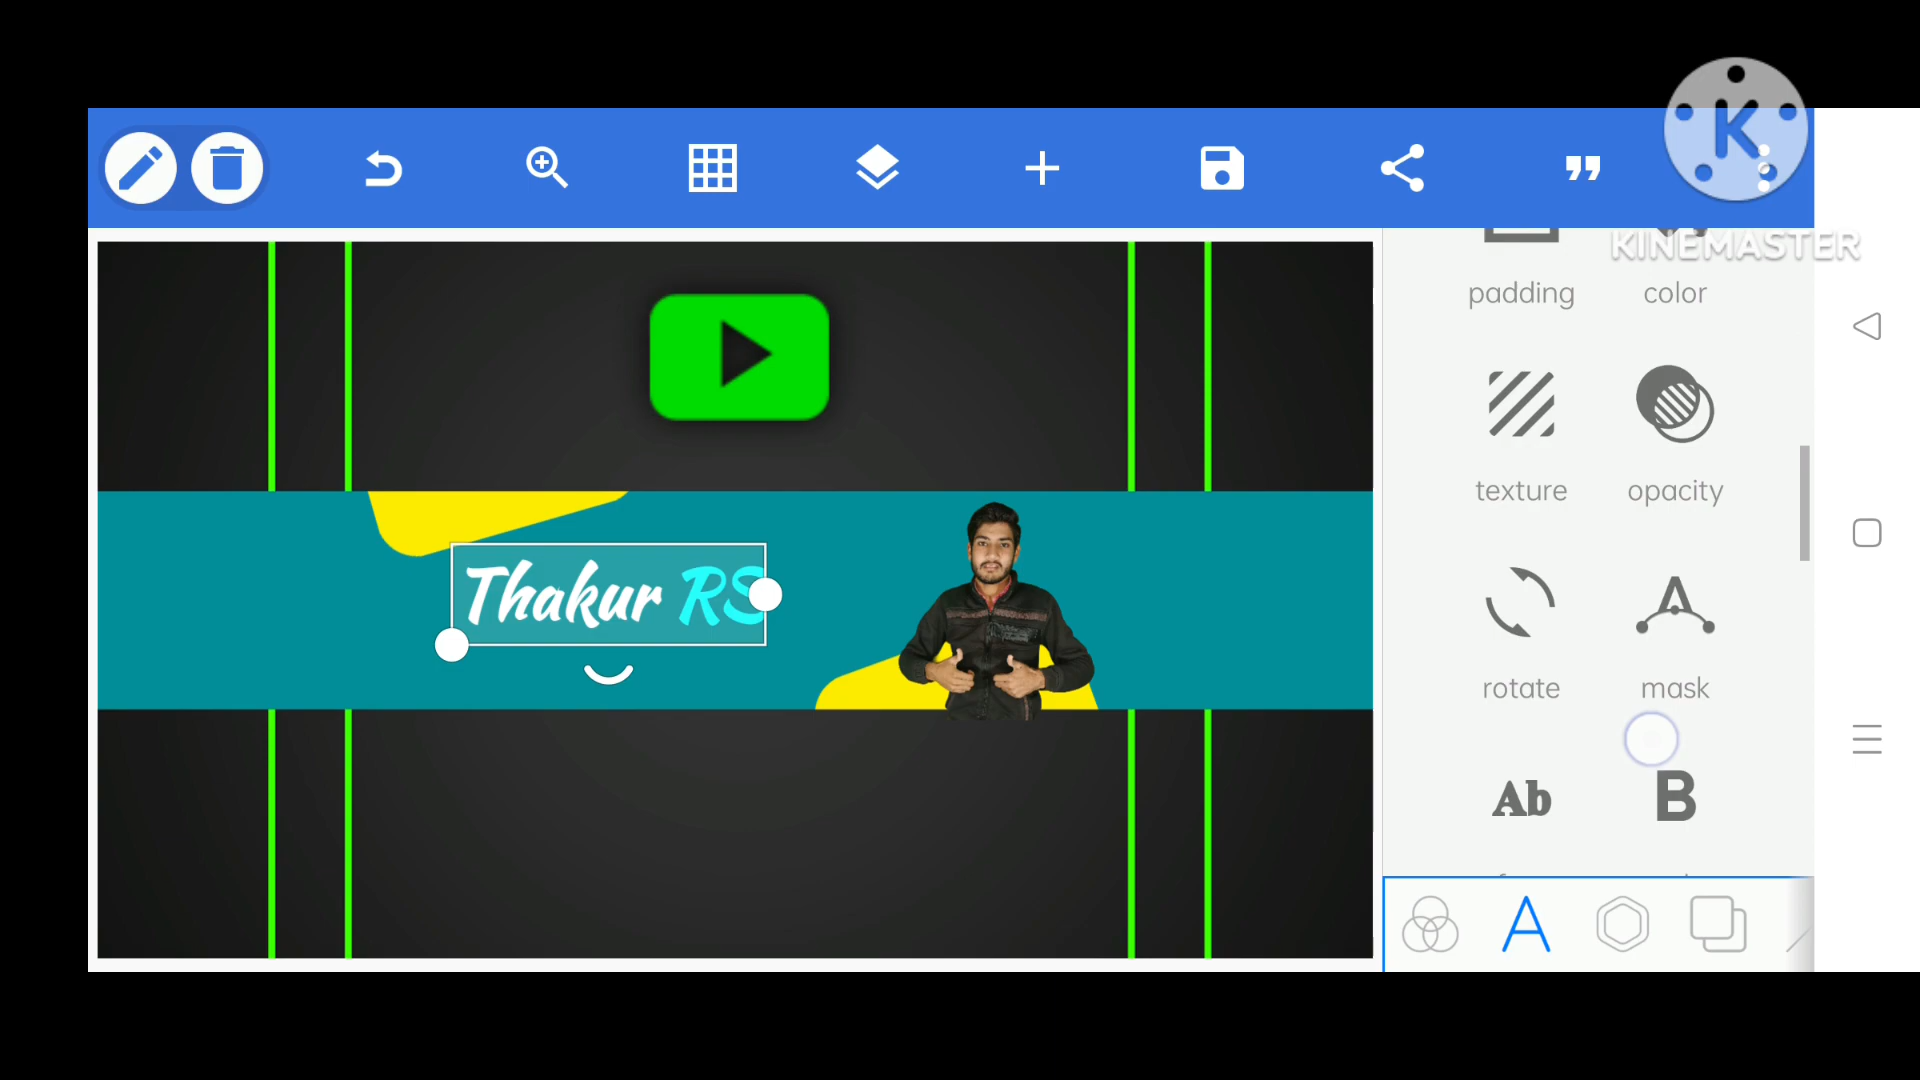 K
KINEMASTER
padding color
texture opacity
Thakur RS
rotate mask
Ab B
A